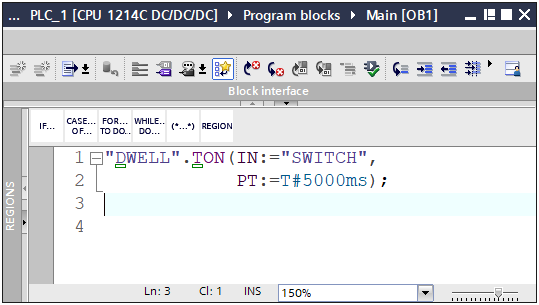 ... PLC_1 [CPU 1214C DC/DC/DC] Program blocks Main [OB1]
Block interface
IF... CASE... OF... FOR... TO DO... WHILE... DO... (*...*) REGION
1 "DWELL".TON(IN:="SWITCH",
2 PT:=T#5000ms);
3
4
REGIONS
Ln: 3 Cl: 1 INS 150%